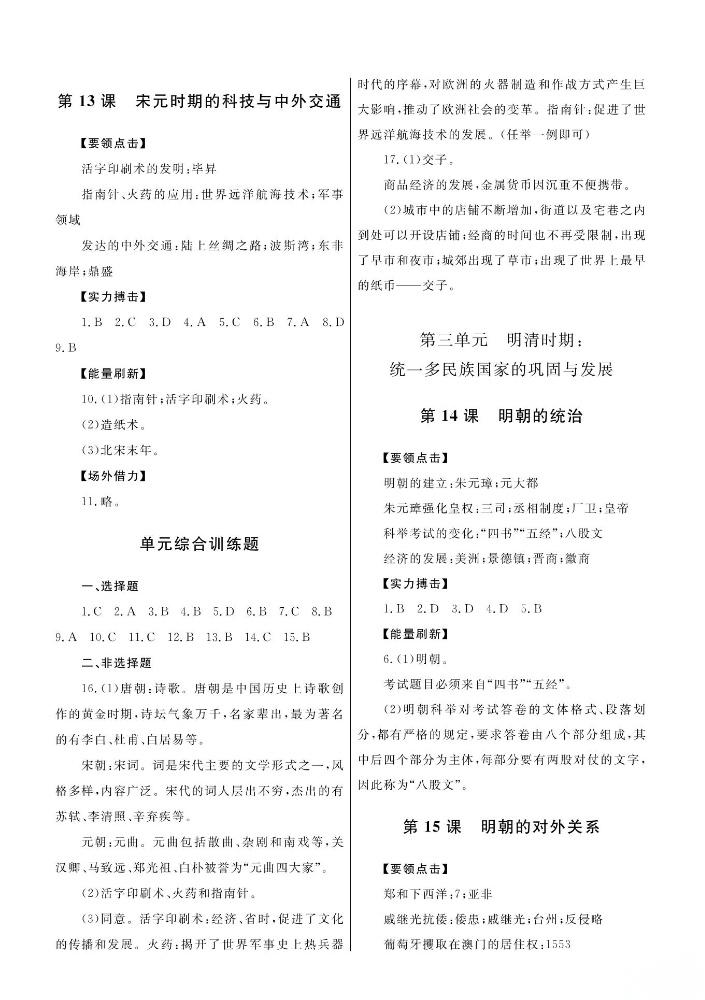 第13课 宋元时期的科技与中外交通
【要领点击】
活字印刷术的发明:毕昇
指南针、火药的应用:世界远洋航海技术;军事
领域
发达的中外交通:陆上丝绸之路;波斯湾;东非
海岸;鼎盛
【实力搏击】
1.B 2.C 3.D 4.A 5.C 6.B 7.A 8.D
9.B
【能量刷新】
10.(1)指南针;活字印刷术;火药。
(2)造纸术。
(3)北宋末年。
【场外借力】
11.略。
单元综合训练题
一、选择题
1.C 2.A 3.B 4.B 5.D 6.B 7.C 8.B
9.A 10.C 11.C 12.B 13.B 14.C 15.B
二、非选择题
16.(1)唐朝:诗歌。唐朝是中国历史上诗歌创
作的黄金时期,诗坛气象万千,名家辈出,最为著名
的有李白、杜甫、白居易等。
宋朝:宋词。词是宋代主要的文学形式之一,风
格多样,内容广泛。宋代的词人层出不穷,杰出的有
苏轼、李清照、辛弃疾等。
元朝:元曲。元曲包括散曲、杂剧和南戏等,关
汉卿、马致远、郑光祖、白朴被誉为“元曲四大家”。
(2)活字印刷术、火药和指南针。
(3)同意。活字印刷术:经济、省时,促进了文化
的传播和发展。火药:揭开了世界军事史上热兵器
时代的序幕,对欧洲的火器制造和作战方式产生巨
大影响,推动了欧洲社会的变革。指南针:促进了世
界远洋航海技术的发展。(任举一例即可)
17.(1)交子。
商品经济的发展,金属货币因沉重不便携带。
(2)城市中的店铺不断增加,街道以及宅巷之内
到处可以开设店铺;经商的时间也不再受限制,出现
了早市和夜市;城郊出现了草市;出现了世界上最早
的纸币——交子。
第三单元 明清时期:
统一多民族国家的巩固与发展
第14课 明朝的统治
【要领点击】
明朝的建立:朱元璋;元大都
朱元璋强化皇权:三司;丞相制度;厂卫;皇帝
科举考试的变化:“四书”“五经”;八股文
经济的发展:美洲;景德镇;晋商;徽商
【实力搏击】
1.B 2.D 3.D 4.D 5.B
【能量刷新】
6.(1)明朝。
考试题目必须来自“四书”“五经”。
(2)明朝科举对考试答卷的文体格式、段落划
分,都有严格的规定,要求答卷由八个部分组成,其
中后四个部分为主体,每部分要有两股对仗的文字,
因此称为“八股文”。
第15课 明朝的对外关系
【要领点击】
郑和下西洋:7;亚非
戚继光抗倭:倭患;戚继光;台州;反侵略
葡萄牙攫取在澳门的居住权:1553